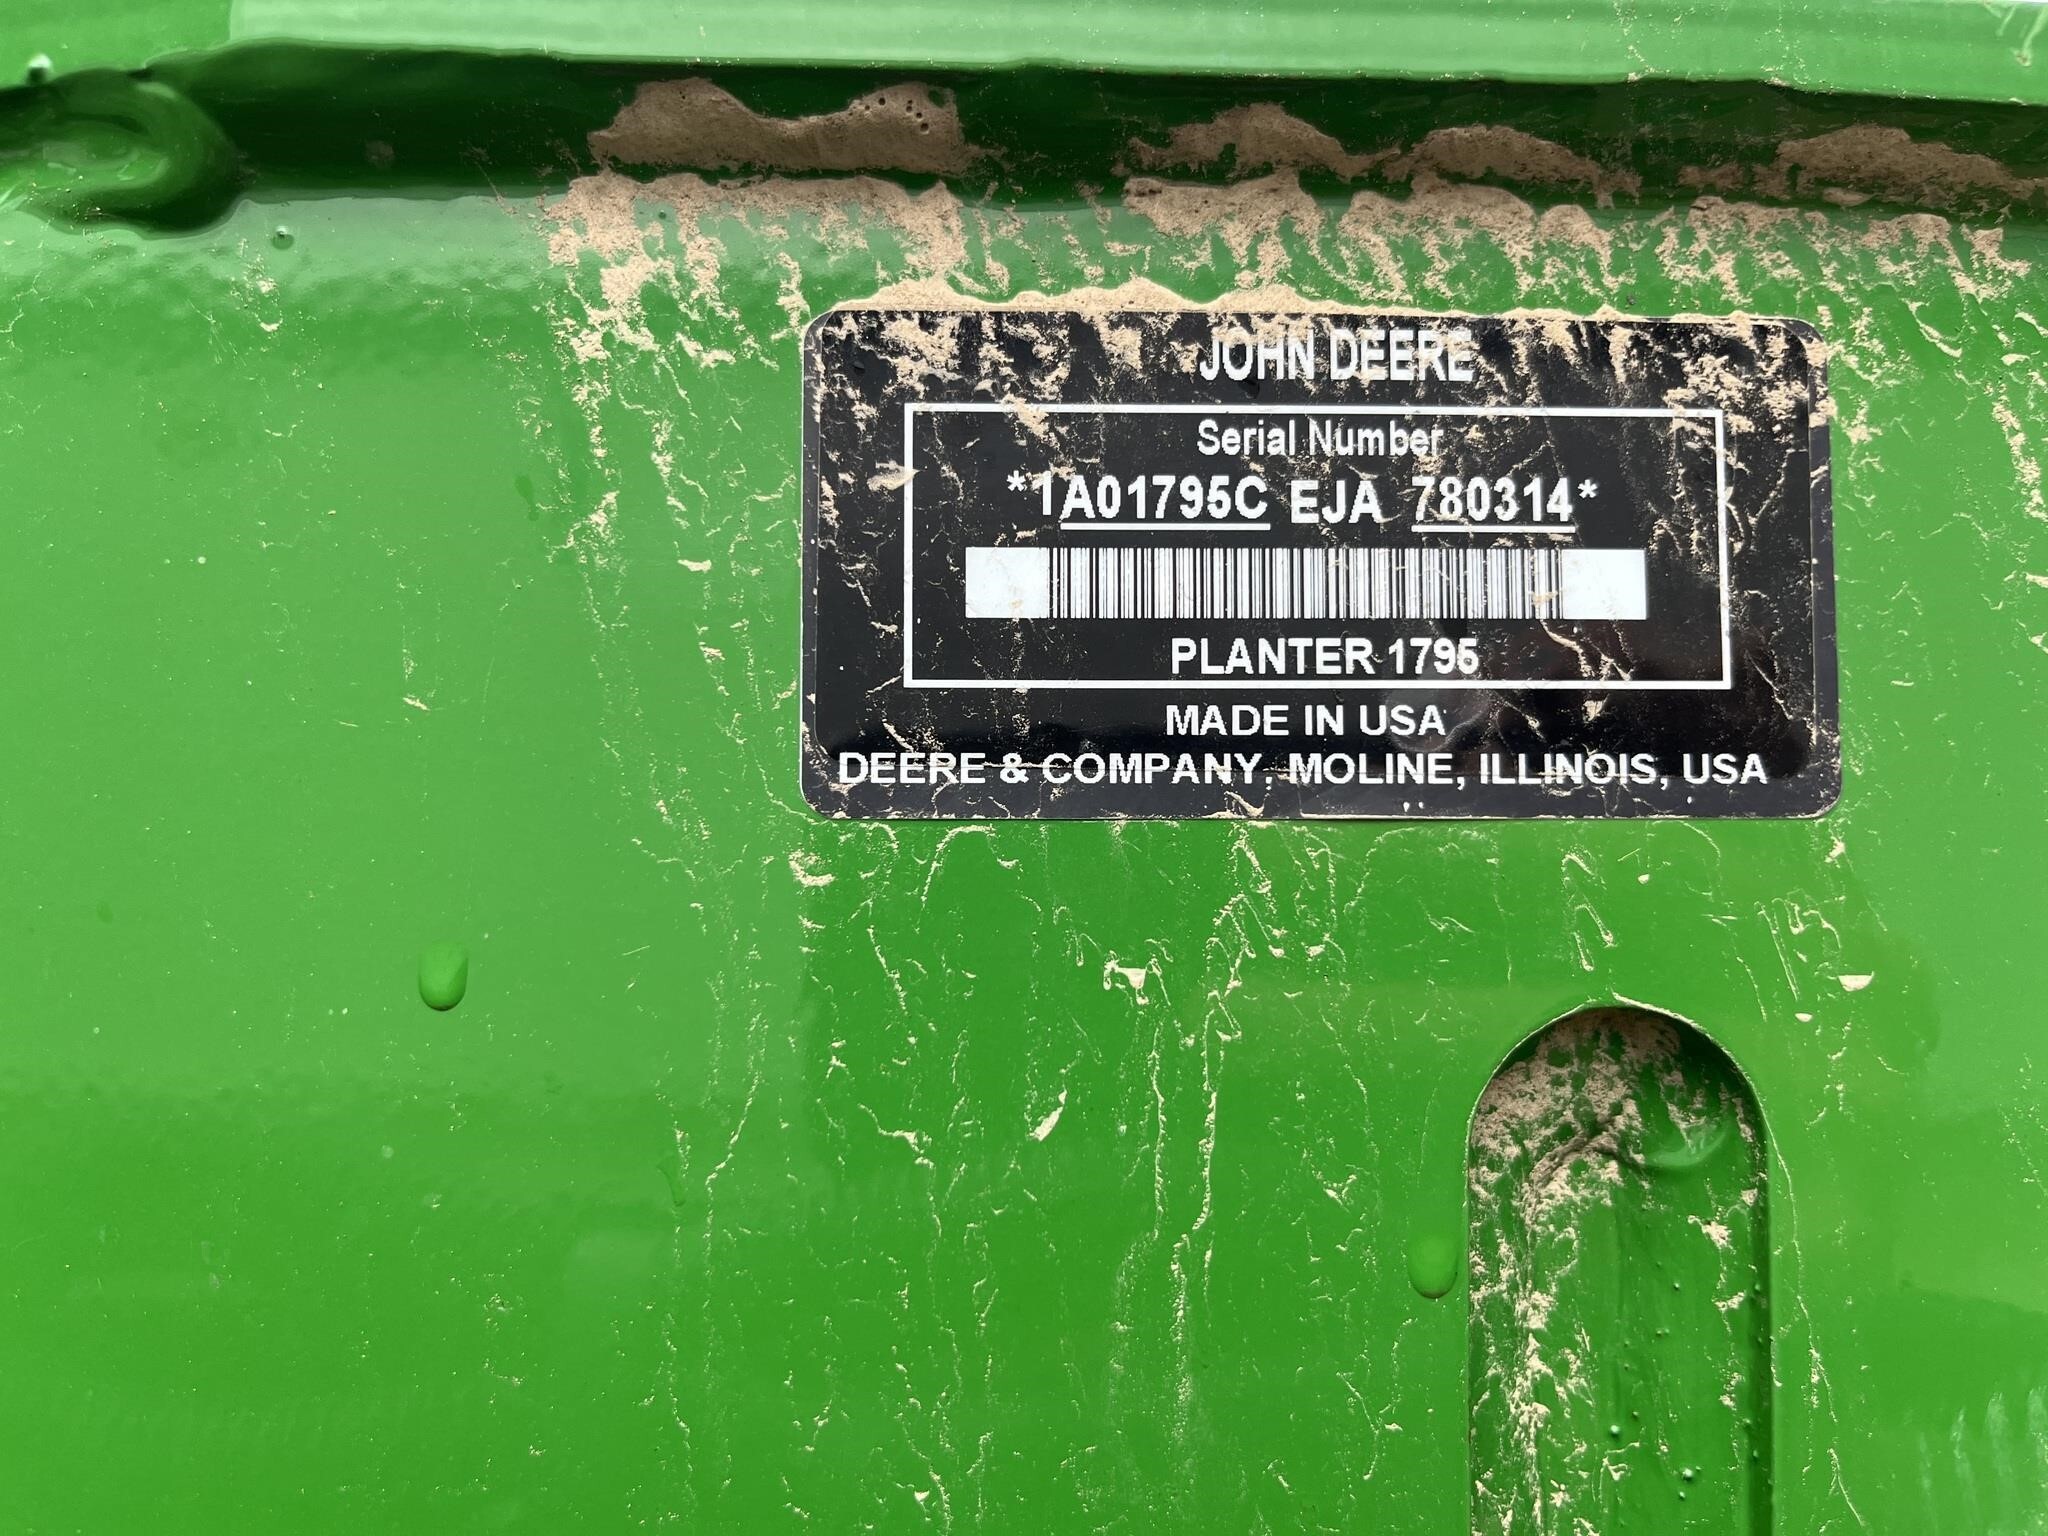 JOHN DEERE
Serial Number
*1A01795C EJA 780314*
PLANTER 1795
MADE IN USA
DEERE & COMPANY, MOLINE, ILLINOIS, USA